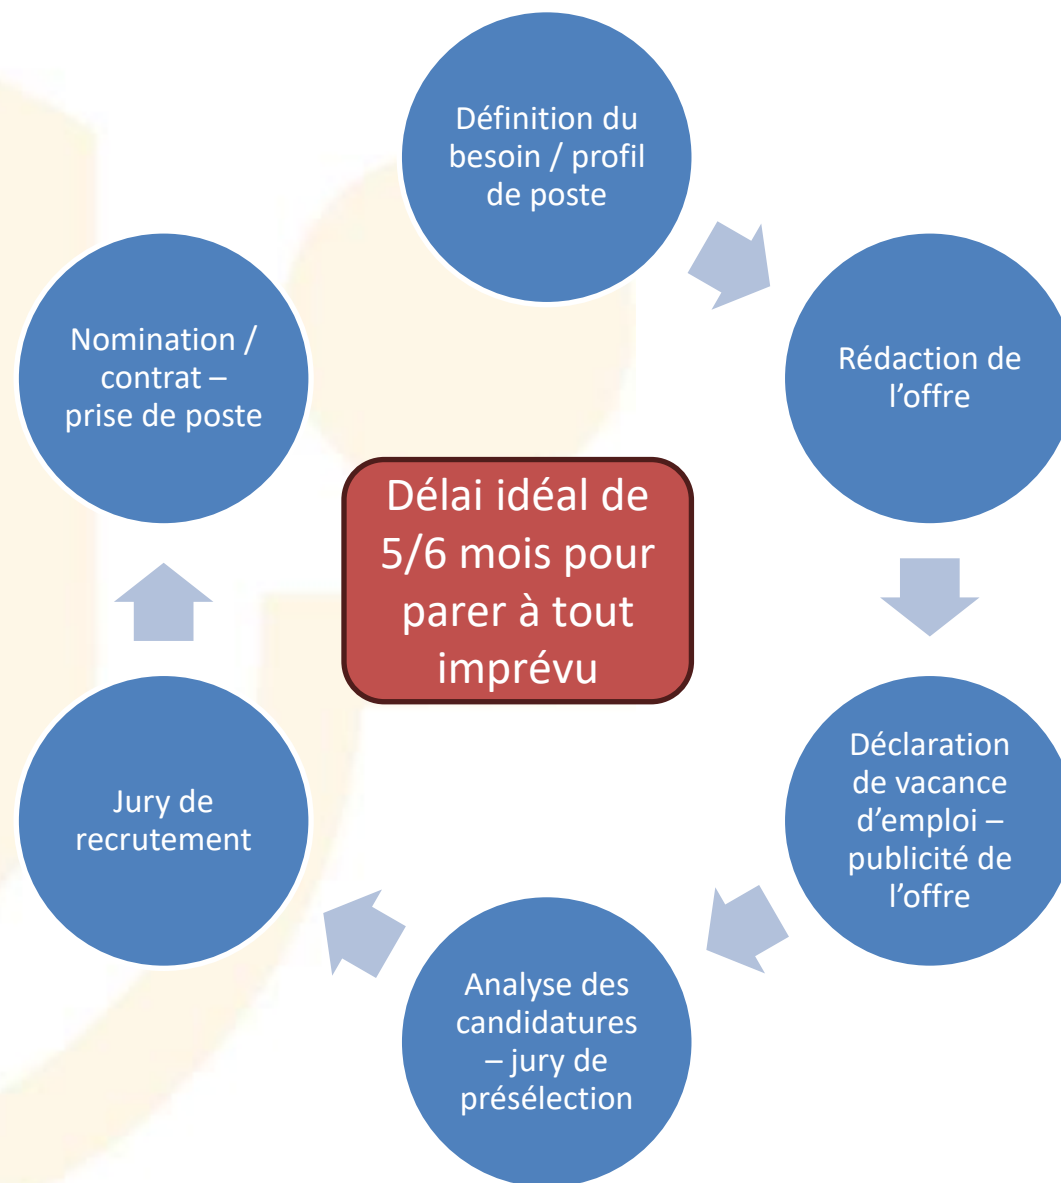 Définition du
besoin / profil
de poste
Rédaction de
l’offre
Déclaration
de vacance
d’emploi –
publicité de
l’offre
Analyse des
candidatures
– jury de
présélection
Jury de
recrutement
Nomination /
contrat –
prise de poste
Délai idéal de
5/6 mois pour
parer à tout
imprévu